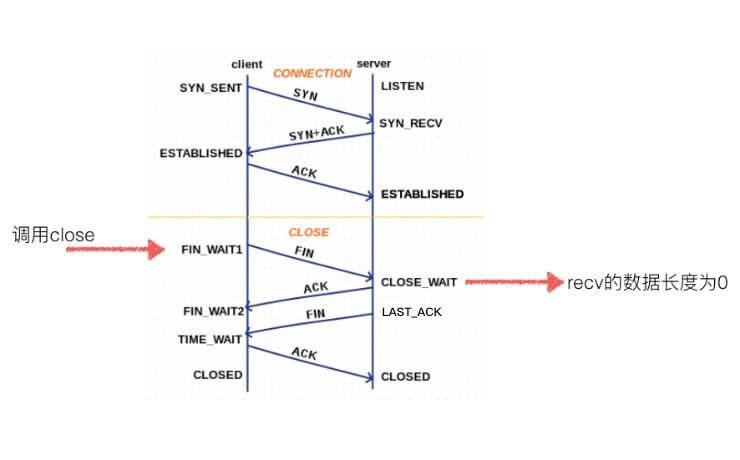 client
server
CONNECTION
SYN_SENT
LISTEN
SYN
SYN_RECV
SYN+ACK
ESTABLISHED
ACK
ESTABLISHED
调用close
CLOSE
FIN_WAIT1
FIN
CLOSE_WAIT
recv的数据长度为0
ACK
FIN_WAIT2
FIN
LAST_ACK
TIME_WAIT
ACK
CLOSED
CLOSED